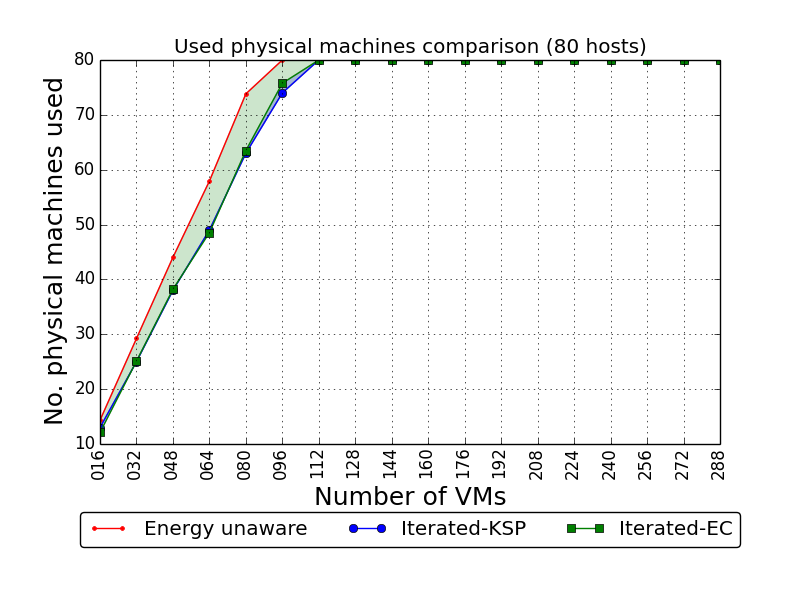 Used physical machines comparison (80 hosts)
80
70
60
50
40
30
20
10
No. physical machines used
016 032 048 064 080 096 112 128 144 160 176 192 208 224 240 256 272 288
Number of VMs
Energy unaware Iterated-KSP Iterated-EC